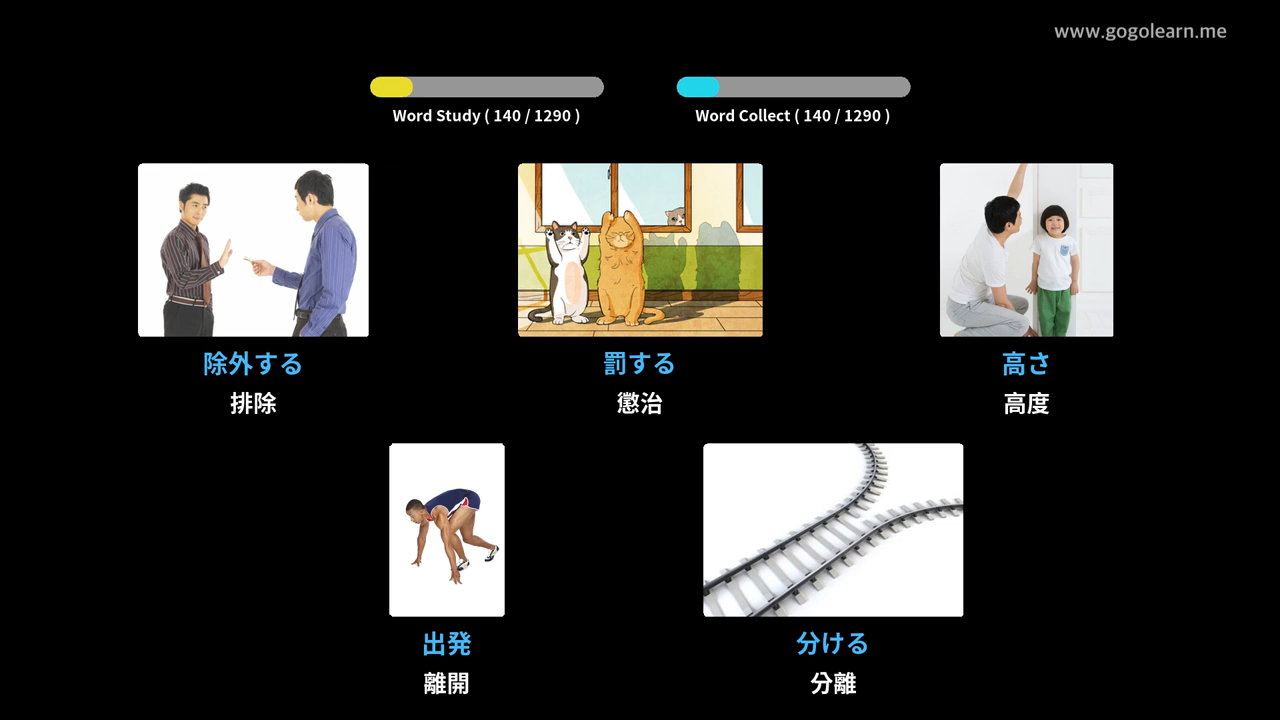 www.gogolearn.me
Word Study ( 140 / 1290 )
Word Collect ( 140 / 1290 )
除外する
排除
罰する
懲治
高さ
高度
出発
離開
分ける
分離